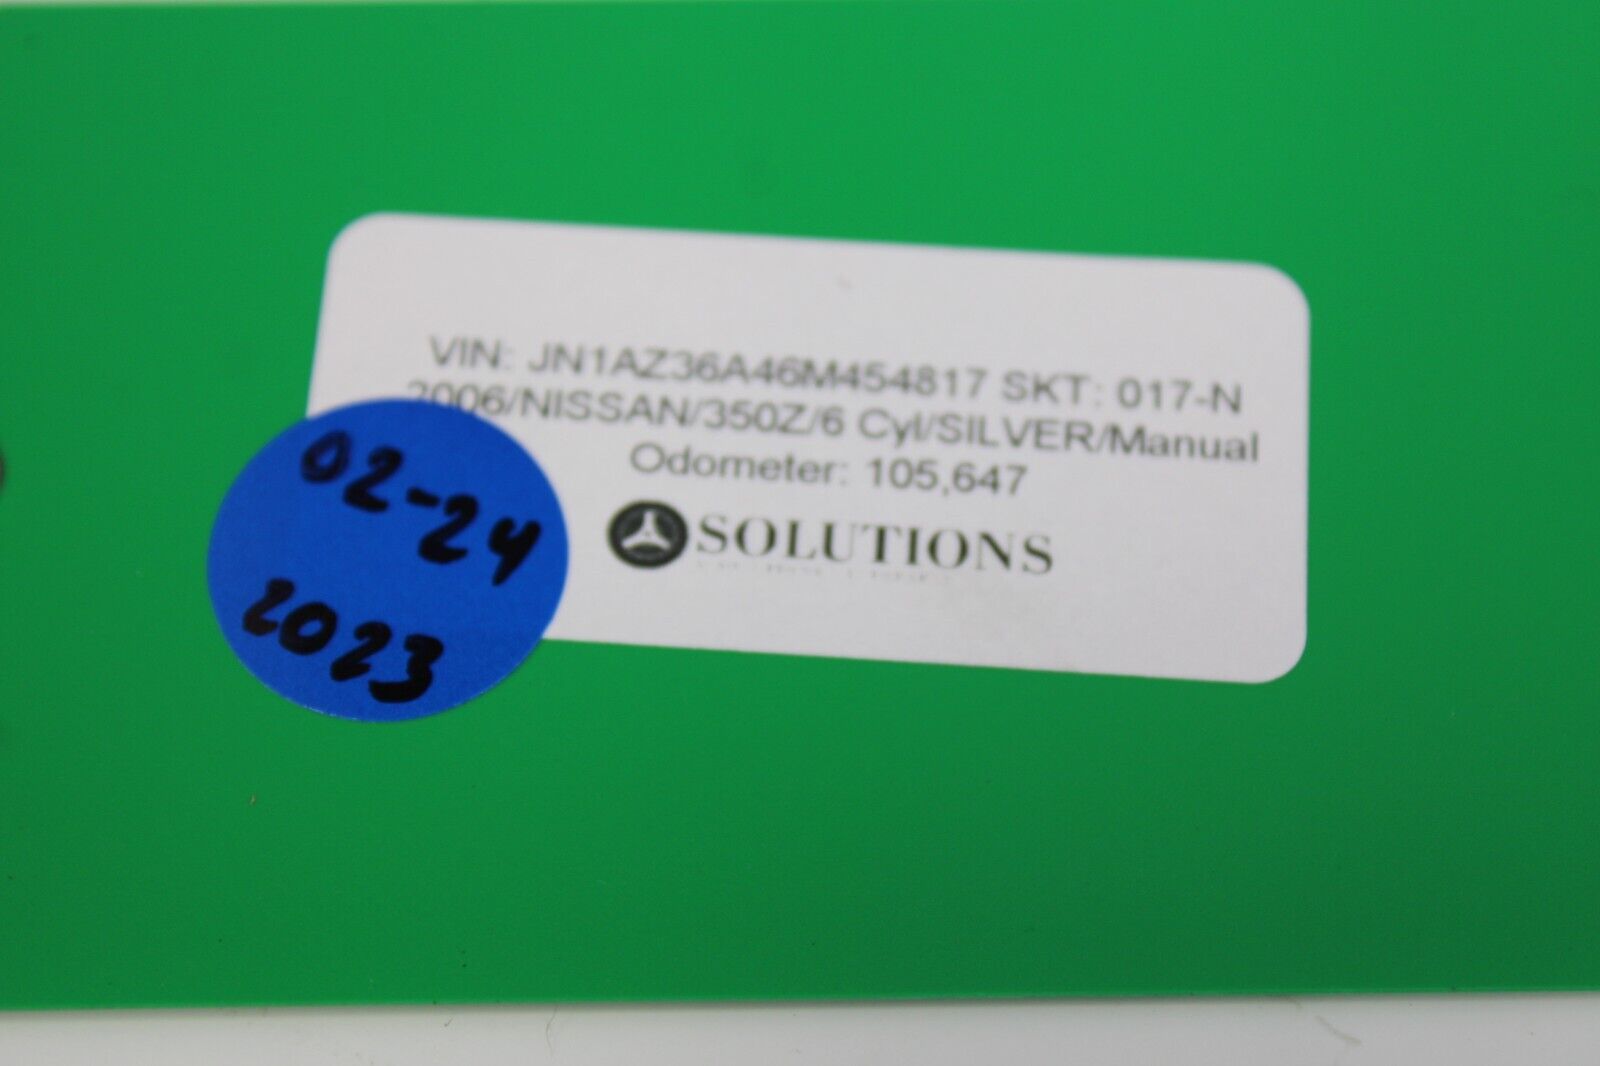 VIN: JN1AZ36A46M454817 SKT: 017-N
2006/NISSAN/350Z/6 Cyl/SILVER/Manual
Odometer: 105,647
SOLUTIONS
02-24
2023